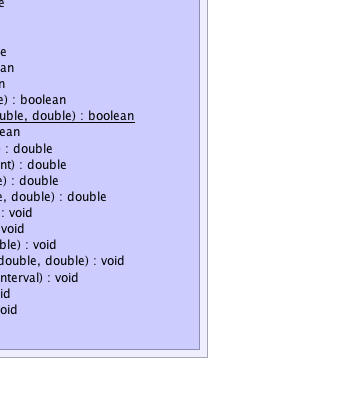 e
e
an
n
e) : boolean
uble, double) : boolean
ean
) : double
nt) : double
e) : double
e, double) : double
: void
void
ble) : void
double, double) : void
nterval) : void
id
oid